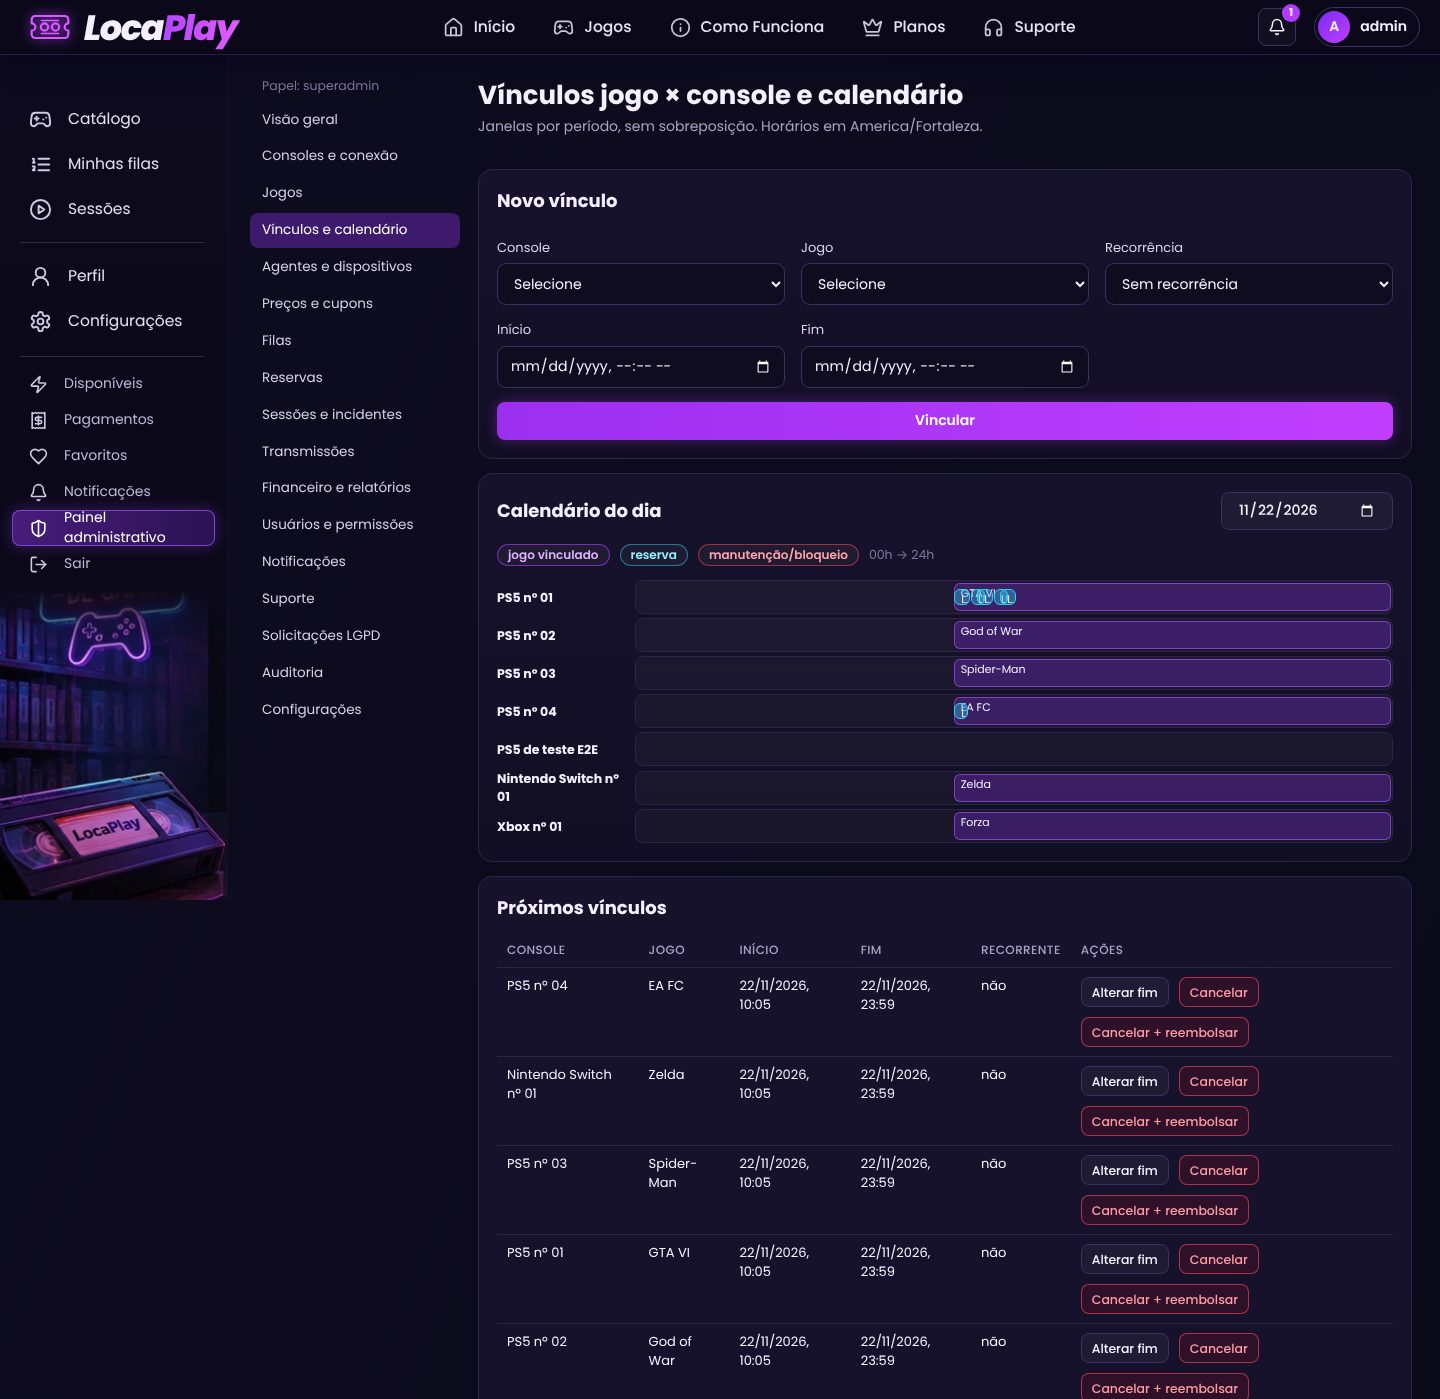 LocaPlay
Início
Jogos
Como Funciona
Planos
Suporte
1
A
admin
Catálogo
Minhas filas
Sessões
Perfil
Configurações
Disponíveis
Pagamentos
Favoritos
Notificações
Painel
administrativo
Sair
DE GAME
LocaPlay
Papel: superadmin
Visão geral
Consoles e conexão
Jogos
Vínculos e calendário
Agentes e dispositivos
Preços e cupons
Filas
Reservas
Sessões e incidentes
Transmissões
Financeiro e relatórios
Usuários e permissões
Notificações
Suporte
Solicitações LGPD
Auditoria
Configurações
Vínculos jogo × console e calendário
Janelas por período, sem sobreposição. Horários em America/Fortaleza.
Novo vínculo
Console
Jogo
Recorrência
Selecione
Selecione
Sem recorrência
Início
Fim
mm/dd/yyyy, --:-- --
mm/dd/yyyy, --:-- --
Vincular
Calendário do dia
11/22/2026
jogo vinculado
reserva
manutenção/bloqueio
00h → 24h
PS5 nº 01
GTA VI
PS5 nº 02
God of War
PS5 nº 03
Spider-Man
PS5 nº 04
EA FC
PS5 de teste E2E
Nintendo Switch nº
01
Zelda
Xbox nº 01
Forza
Próximos vínculos
CONSOLE JOGO INÍCIO FIM RECORRENTE AÇÕES
PS5 nº 04 EA FC 22/11/2026, 22/11/2026, não Alterar fim Cancelar
10:05 23:59
Cancelar + reembolsar
Nintendo Switch Zelda 22/11/2026, 22/11/2026, não Alterar fim Cancelar
nº 01 10:05 23:59
Cancelar + reembolsar
PS5 nº 03 Spider- 22/11/2026, 22/11/2026, não Alterar fim Cancelar
Man 10:05 23:59
Cancelar + reembolsar
PS5 nº 01 GTA VI 22/11/2026, 22/11/2026, não Alterar fim Cancelar
10:05 23:59
Cancelar + reembolsar
PS5 nº 02 God of 22/11/2026, 22/11/2026, não Alterar fim Cancelar
War 10:05 23:59
Cancelar + reembolsar